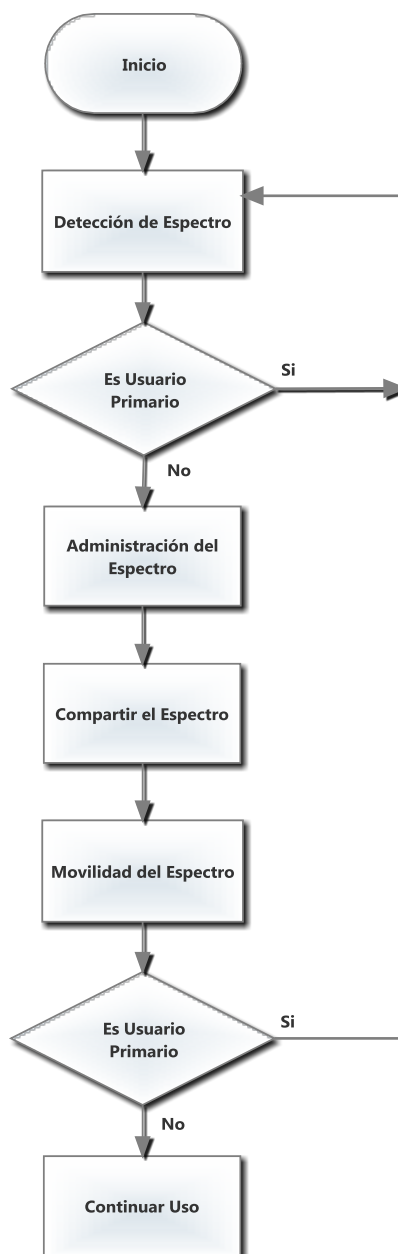 Inicio
Detección de Espectro
Es Usuario
Primario
Si
No
Administración del
Espectro
Compartir el Espectro
Movilidad del Espectro
Es Usuario
Primario
Si
No
Continuar Uso